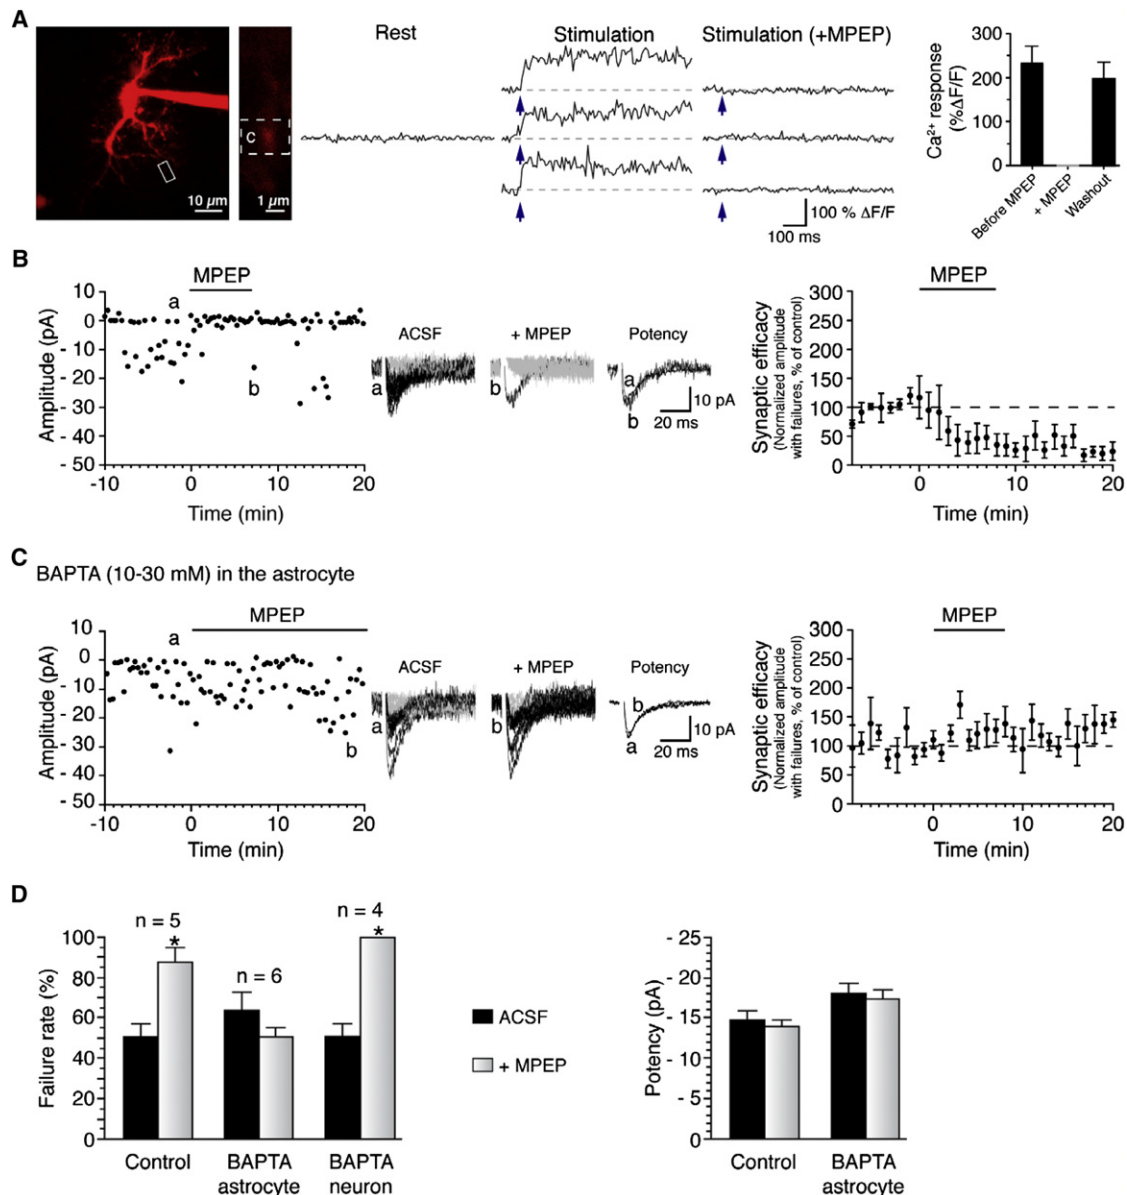 A
Rest
Stimulation
Stimulation (+MPEP)
c
10 µm
1 µm
100 % ΔF/F
100 ms
Ca²⁺ response
(%ΔF/F)
300
200
100
0
Before MPEP
+ MPEP
Washout
B
MPEP
Amplitude (pA)
10
0
- 10
- 20
- 30
- 40
- 50
a
b
-10
0
10
20
Time (min)
ACSF
+ MPEP
Potency
a
b
a
b
10 pA
20 ms
MPEP
Synaptic efficacy
(Normalized amplitude
with failures, % of control)
300
250
200
150
100
50
0
0
10
20
Time (min)
C
BAPTA (10-30 mM) in the astrocyte
MPEP
Amplitude (pA)
10
0
- 10
- 20
- 30
- 40
- 50
a
b
-10
0
10
20
Time (min)
ACSF
+ MPEP
Potency
a
b
b
a
10 pA
20 ms
MPEP
Synaptic efficacy
(Normalized amplitude
with failures, % of control)
300
250
200
150
100
50
0
0
10
20
Time (min)
D
Failure rate (%)
100
80
60
40
20
0
n = 5
*
n = 6
n = 4
*
Control
BAPTA
astrocyte
BAPTA
neuron
ACSF
+ MPEP
Potency (pA)
- 25
- 20
- 15
- 10
- 5
0
Control
BAPTA
astrocyte